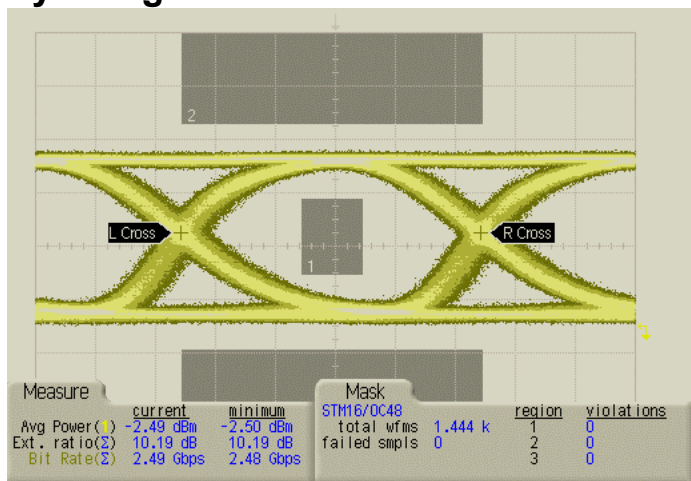 2
L Cross
R Cross
1
1
Measure
current minimum
Avg Power(1) -2.49 dBm -2.50 dBm
Ext. ratio(Σ) 10.19 dB 10.19 dB
Bit Rate(Σ) 2.49 Gbps 2.48 Gbps
Mask
STM16/OC48 region violations
total wfms 1.444 k 1 0
failed smpls 0 2 0
3 0